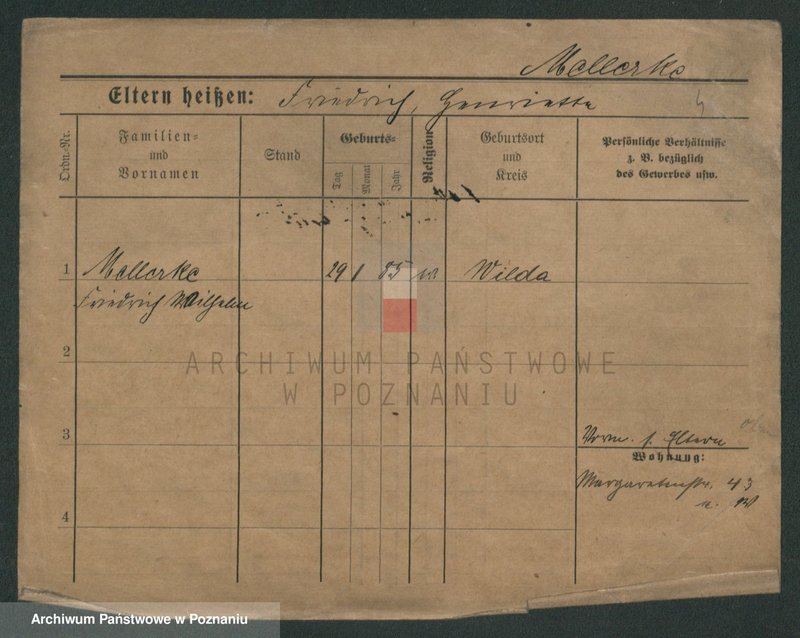 Mellerke
Eltern heißen: Friedrich, Henriette
Ordn.-Nr.
Familien- und Vornamen
Stand
Geburts-
Tag
Monat
Jahr
Religion
Geburtsort und Kreis
Persönliche Verhältnisse z. B. bezüglich des Gewerbes usw.
1 Mellerke 29 1 85 Wilda
Friedrich Wilhelm
2
ARCHIWUM PAŃSTWOWE
W POZNANIU
3
Eltern
Wohnung:
Margaretenstr. 43
4
Archiwum Państwowe w Poznaniu